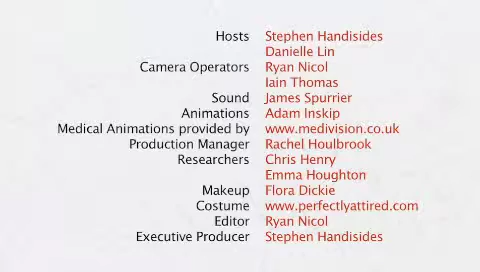 Hosts Stephen Handisides
Danielle Lin
Camera Operators Ryan Nicol
Iain Thomas
Sound James Spurrier
Animations Adam Inskip
Medical Animations provided by www.medivision.co.uk
Production Manager Rachel Houlbrook
Researchers Chris Henry
Emma Houghton
Makeup Flora Dickie
Costume www.perfectlyattired.com
Editor Ryan Nicol
Executive Producer Stephen Handisides